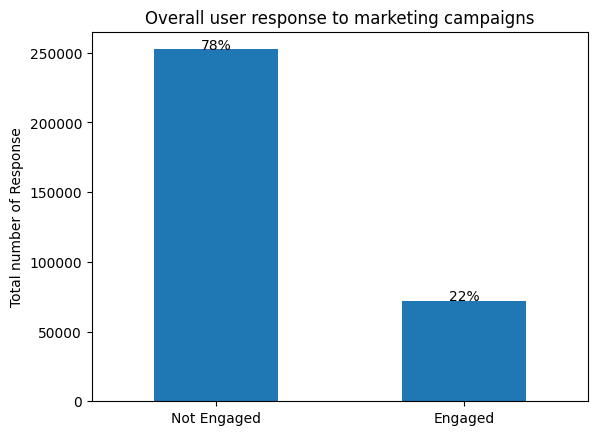 Overall user response to marketing campaigns
Total number of Response
250000
200000
150000
100000
50000
0
78%
22%
Not Engaged
Engaged